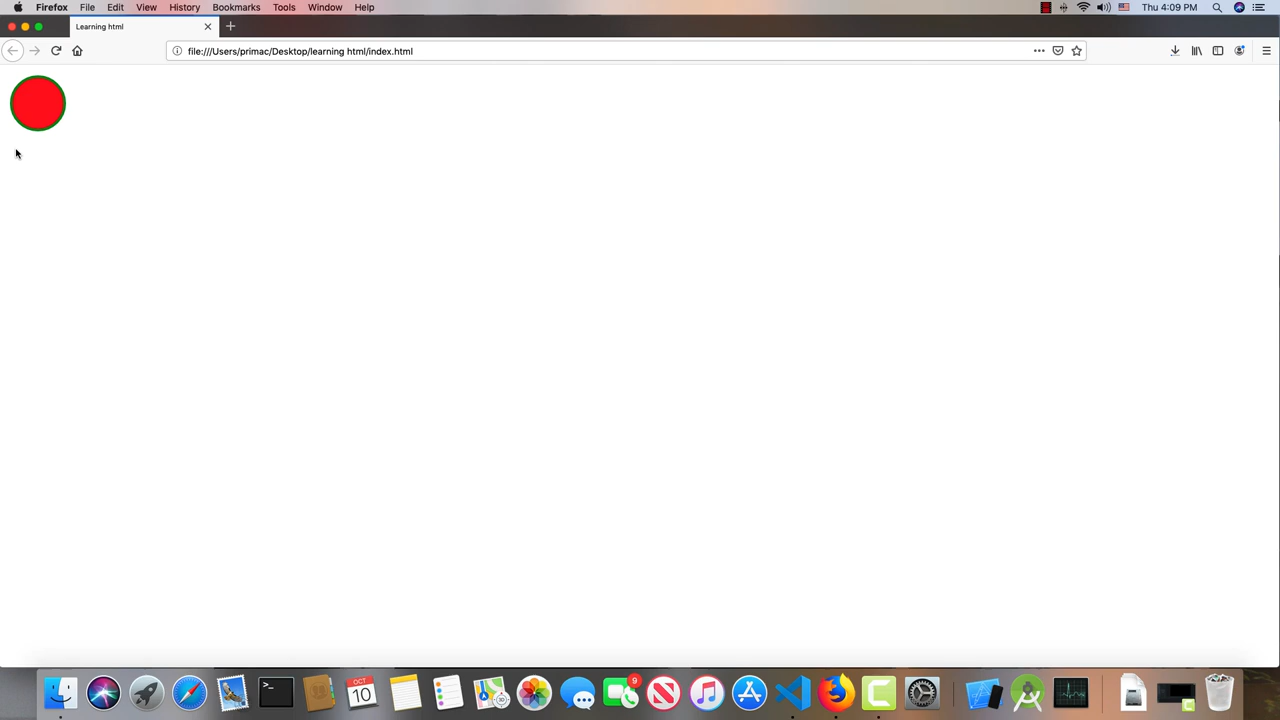 Firefox File Edit View History Bookmarks Tools Window Help Thu 4:09 PM
Learning html
file:///Users/primac/Desktop/learning html/index.html
9
OCT
10